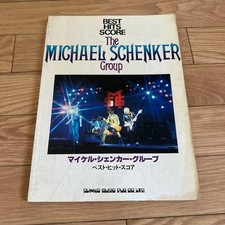 BEST
HITS
SCORE
The
MICHAEL SCHENKER
Group
マイケル・シェンカー・グループ
ベスト・ヒット・スコア